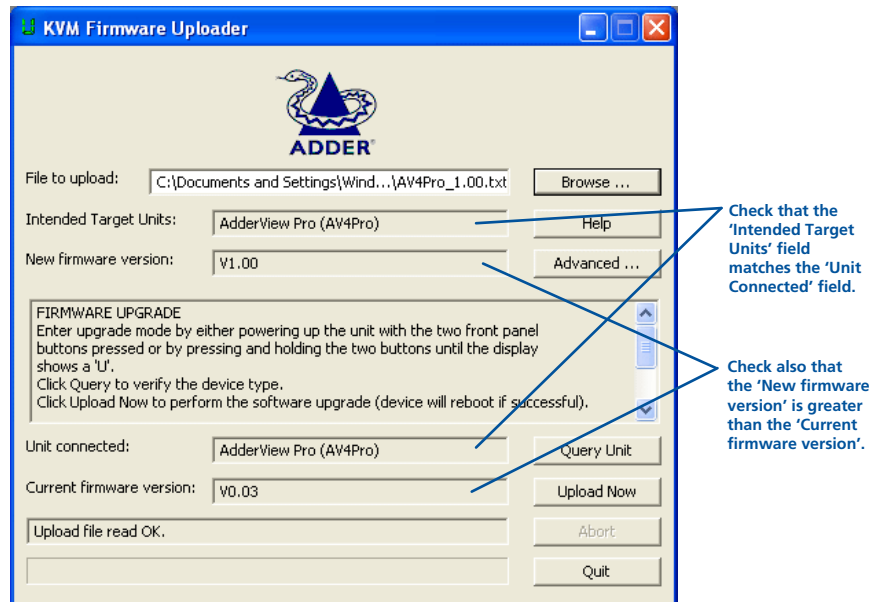 KVM Firmware Uploader
ADDER®
File to upload: C:\Documents and Settings\Wind...\AV4Pro_1.00.txt Browse ...
Intended Target Units: AdderView Pro (AV4Pro) Help
New firmware version: V1.00 Advanced ...
FIRMWARE UPGRADE
Enter upgrade mode by either powering up the unit with the two front panel
buttons pressed or by pressing and holding the two buttons until the display
shows a 'U'.
Click Query to verify the device type.
Click Upload Now to perform the software upgrade (device will reboot if successful).
Unit connected: AdderView Pro (AV4Pro) Query Unit
Current firmware version: V0.03 Upload Now
Upload file read OK. Abort
Quit
Check that the
‘Intended Target
Units’ field
matches the ‘Unit
Connected’ field.
Check also that
the ‘New firmware
version’ is greater
than the ‘Current
firmware version’.